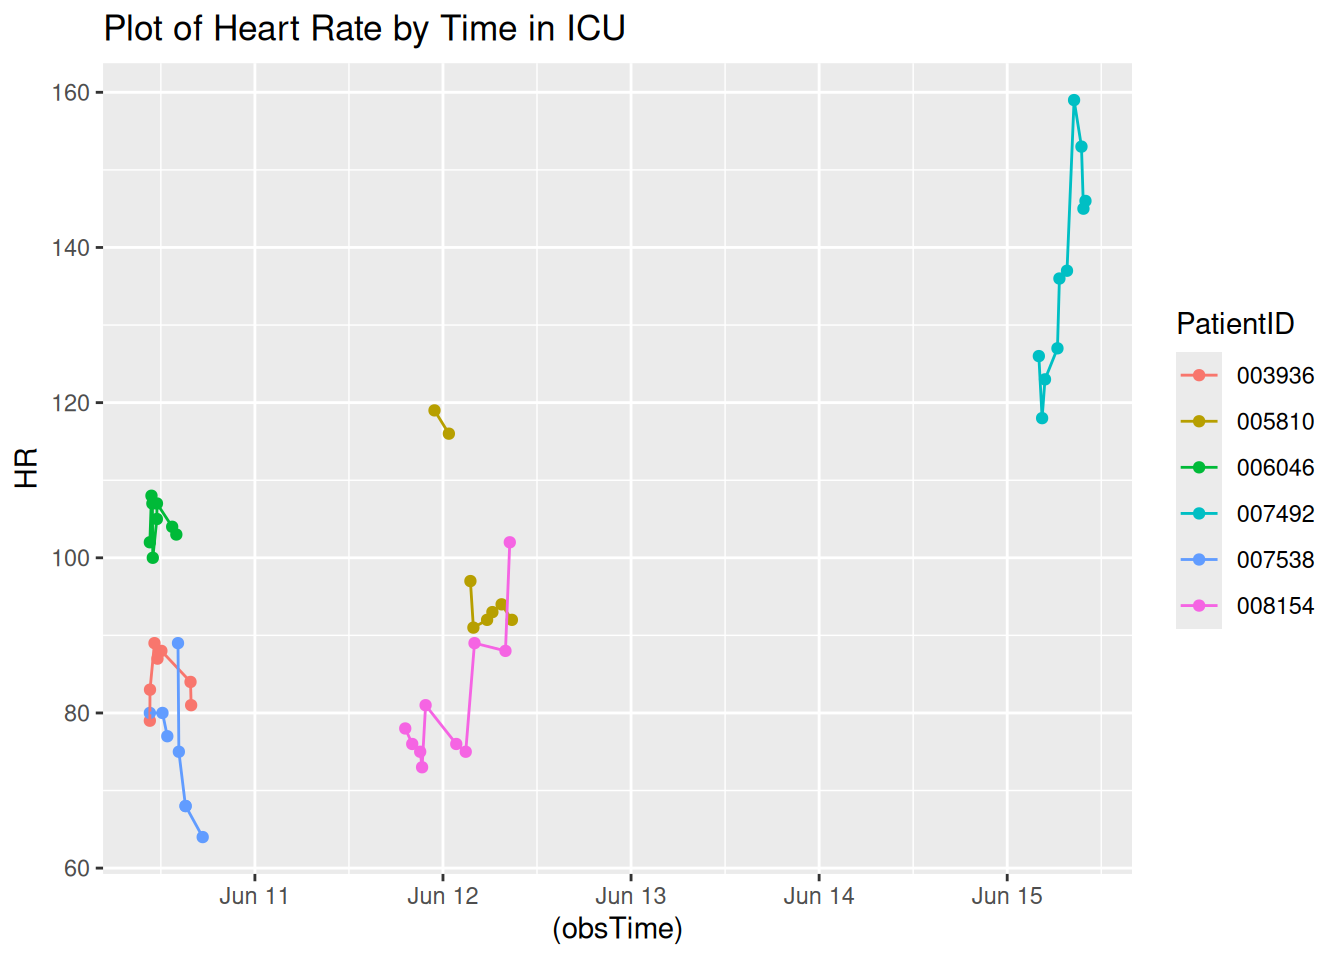 Plot of Heart Rate by Time in ICU
160
140
120
100
80
60
HR
Jun 11
Jun 12
Jun 13
Jun 14
Jun 15
(obsTime)
PatientID
003936
005810
006046
007492
007538
008154